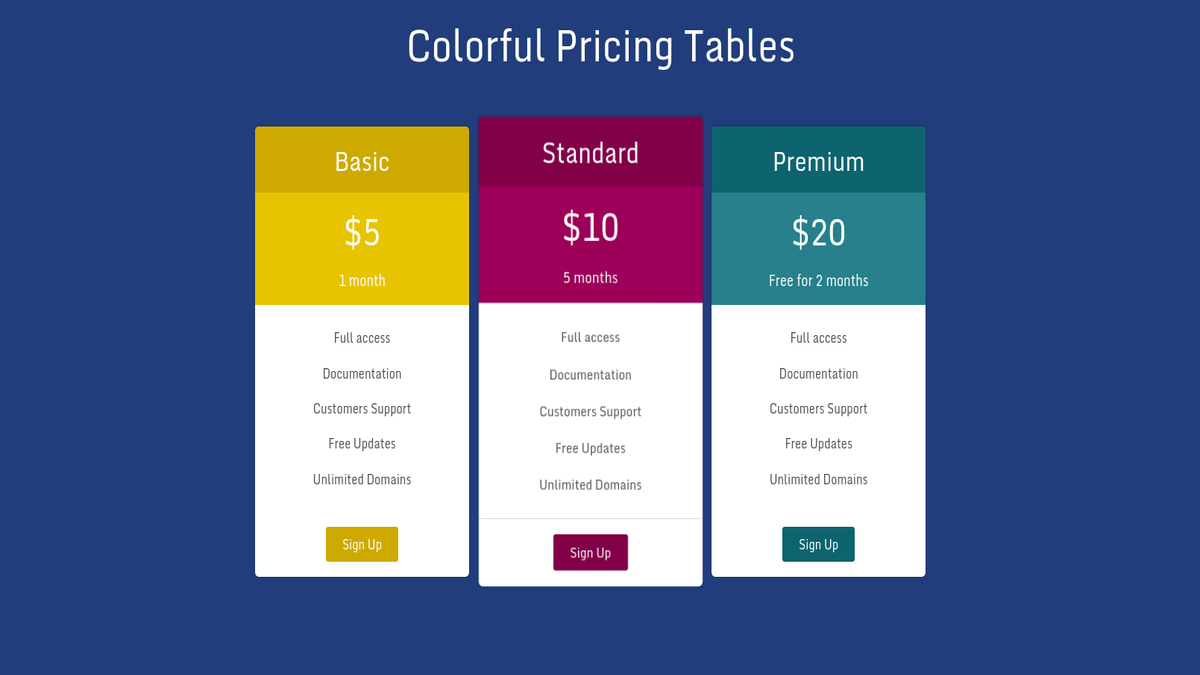 Colorful Pricing Tables
Basic
$5
1 month
Full access
Documentation
Customers Support
Free Updates
Unlimited Domains
Sign Up
Standard
$10
5 months
Full access
Documentation
Customers Support
Free Updates
Unlimited Domains
Sign Up
Premium
$20
Free for 2 months
Full access
Documentation
Customers Support
Free Updates
Unlimited Domains
Sign Up